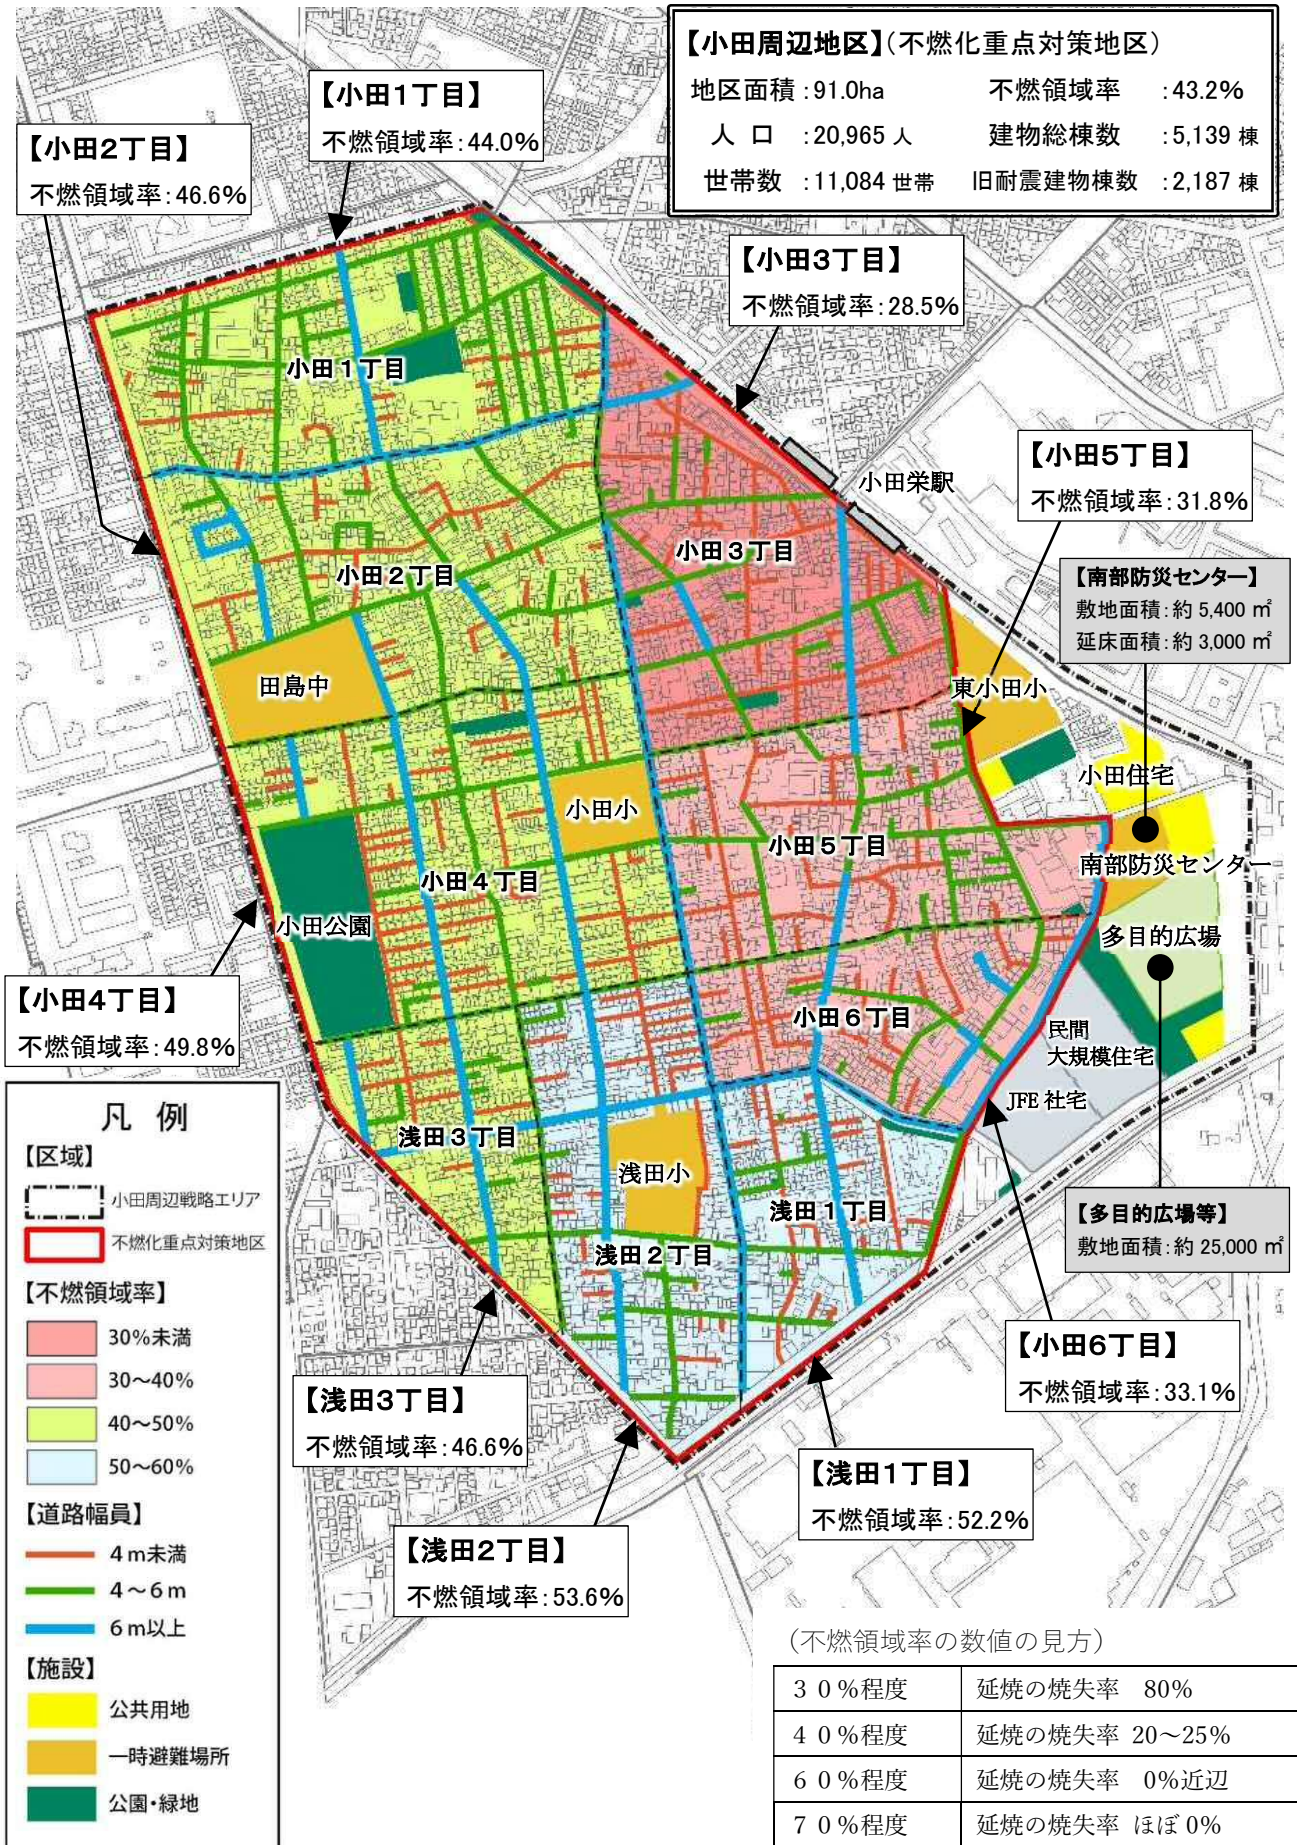 【小田周辺地区】(不燃化重点対策地区)
地区面積:91.0ha 不燃領域率:43.2%
人口:20,965人 建物総棟数:5,139棟
世帯数:11,084世帯 旧耐震建物棟数:2,187棟
【小田1丁目】
不燃領域率:44.0%
【小田2丁目】
不燃領域率:46.6%
【小田3丁目】
不燃領域率:28.5%
【小田5丁目】
不燃領域率:31.8%
【南部防災センター】
敷地面積:約5,400㎡
延床面積:約3,000㎡
小田1丁目
小田栄駅
小田3丁目
小田2丁目
田島中
東小田小
小田住宅
小田小
小田5丁目
南部防災センター
小田4丁目
小田公園
多目的広場
【小田4丁目】
不燃領域率:49.8%
小田6丁目
民間
大規模住宅
JFE社宅
浅田3丁目
浅田小
浅田1丁目
浅田2丁目
【多目的広場等】
敷地面積:約25,000㎡
【小田6丁目】
不燃領域率:33.1%
【浅田3丁目】
不燃領域率:46.6%
【浅田1丁目】
不燃領域率:52.2%
【浅田2丁目】
不燃領域率:53.6%
凡例
【区域】
小田周辺戦略エリア
不燃化重点対策地区
【不燃領域率】
30%未満
30～40%
40～50%
50～60%
【道路幅員】
4m未満
4～6m
6m以上
【施設】
公共用地
一時避難場所
公園・緑地
(不燃領域率の数値の見方)
30%程度 延焼の焼失率 80%
40%程度 延焼の焼失率 20～25%
60%程度 延焼の焼失率 0%近辺
70%程度 延焼の焼失率 ほぼ0%